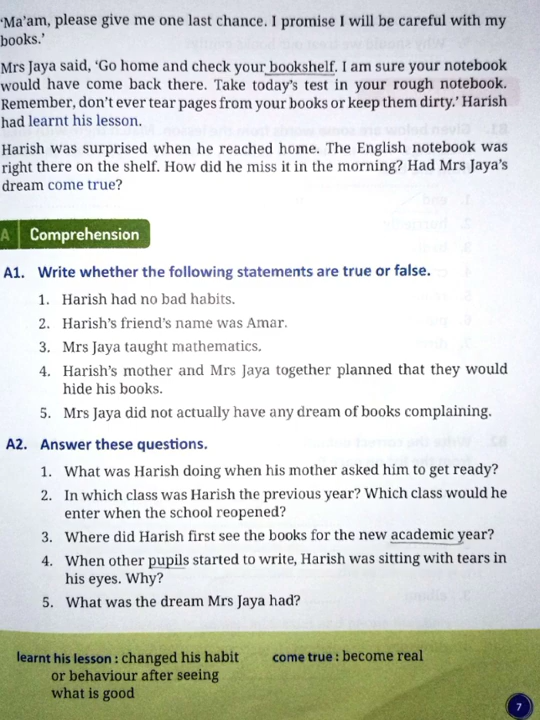 ‘Ma’am, please give me one last chance. I promise I will be careful with my
books.’
Mrs Jaya said, ‘Go home and check your bookshelf. I am sure your notebook
would have come back there. Take today’s test in your rough notebook.
Remember, don’t ever tear pages from your books or keep them dirty.’ Harish
had learnt his lesson.
Harish was surprised when he reached home. The English notebook was
right there on the shelf. How did he miss it in the morning? Had Mrs Jaya’s
dream come true?
A Comprehension
A1. Write whether the following statements are true or false.
1. Harish had no bad habits.
2. Harish’s friend’s name was Amar.
3. Mrs Jaya taught mathematics.
4. Harish’s mother and Mrs Jaya together planned that they would
hide his books.
5. Mrs Jaya did not actually have any dream of books complaining.
A2. Answer these questions.
1. What was Harish doing when his mother asked him to get ready?
2. In which class was Harish the previous year? Which class would he
enter when the school reopened?
3. Where did Harish first see the books for the new academic year?
4. When other pupils started to write, Harish was sitting with tears in
his eyes. Why?
5. What was the dream Mrs Jaya had?
learnt his lesson : changed his habit come true : become real
or behaviour after seeing
what is good
7